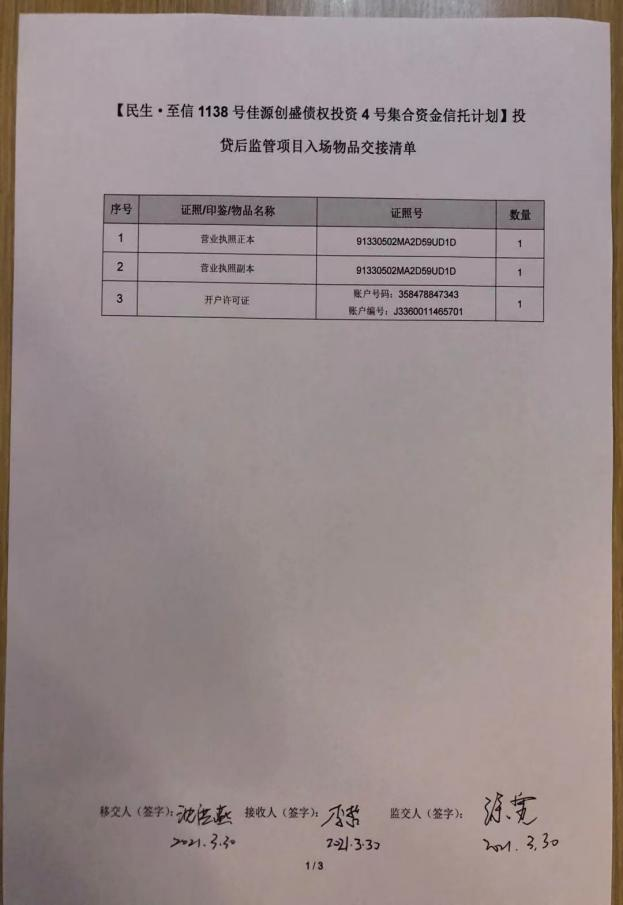 【民生·至信 1138 号佳源创盛债权投资 4 号集合资金信托计划】投
贷后监管项目入场物品交接清单
序号 证照/印鉴/物品名称 证照号 数量
1 营业执照正本 91330502MA2D59UD1D 1
2 营业执照副本 91330502MA2D59UD1D 1
3 开户许可证 账户号码：358478847343 1
账户编号：J3360011465701
移交人（签字）： 接收人（签字）： 监交人（签字）：
2021.3.30 2021.3.30 2021.3.30
1 / 3